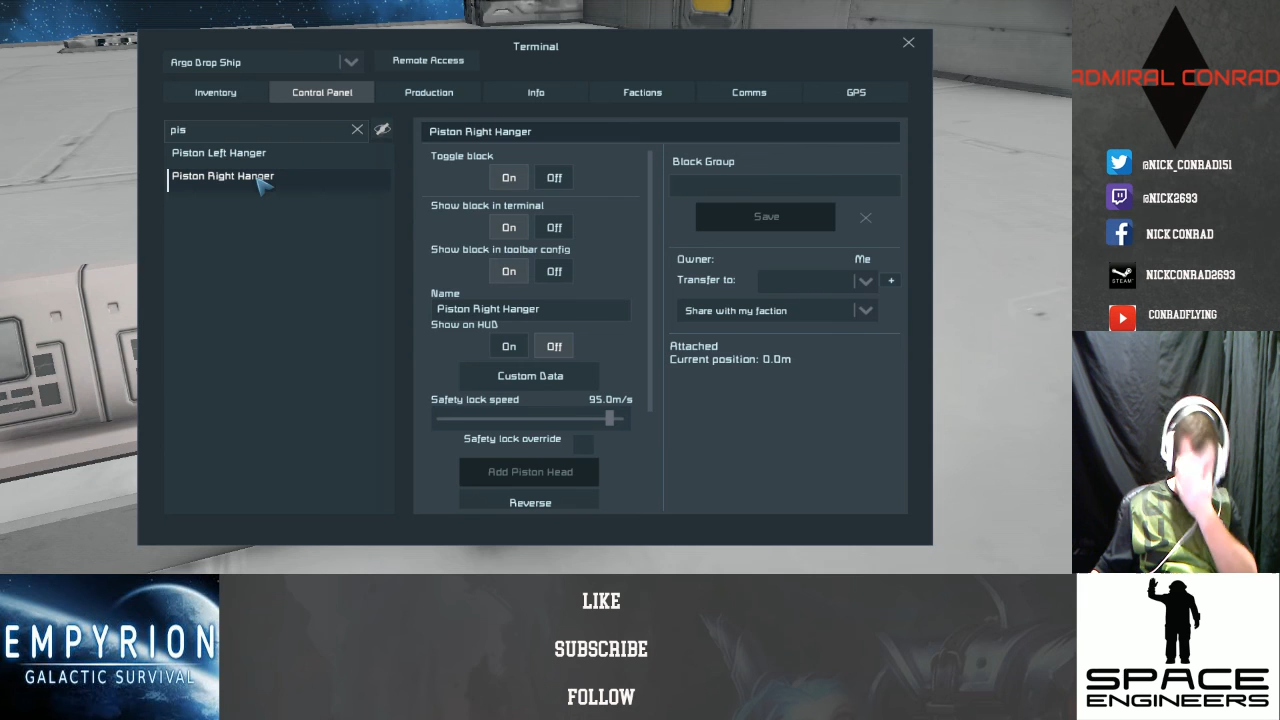 Terminal
Argo Drop Ship
Remote Access
Inventory
Control Panel
Production
Info
Factions
Comms
GPS
pis
Piston Left Hanger
Piston Right Hanger
Piston Right Hanger
Toggle block
On Off
Show block in terminal
On Off
Show block in toolbar config
On Off
Name
Piston Right Hanger
Show on HUD
On Off
Custom Data
Safety lock speed 95.0m/s
Safety lock override
Add Piston Head
Reverse
Block Group
Save
Owner: Me
Transfer to:
+
Share with my faction
Attached
Current position: 0.0m
ADMIRAL CONRAD
@NICK_CONRAD151
@NICK2693
NICK CONRAD
STEAM
NICKCONRAD2693
CONRADFLYING
EMPYRION
GALACTIC SURVIVAL
LIKE
SUBSCRIBE
FOLLOW
SPACE
ENGINEERS